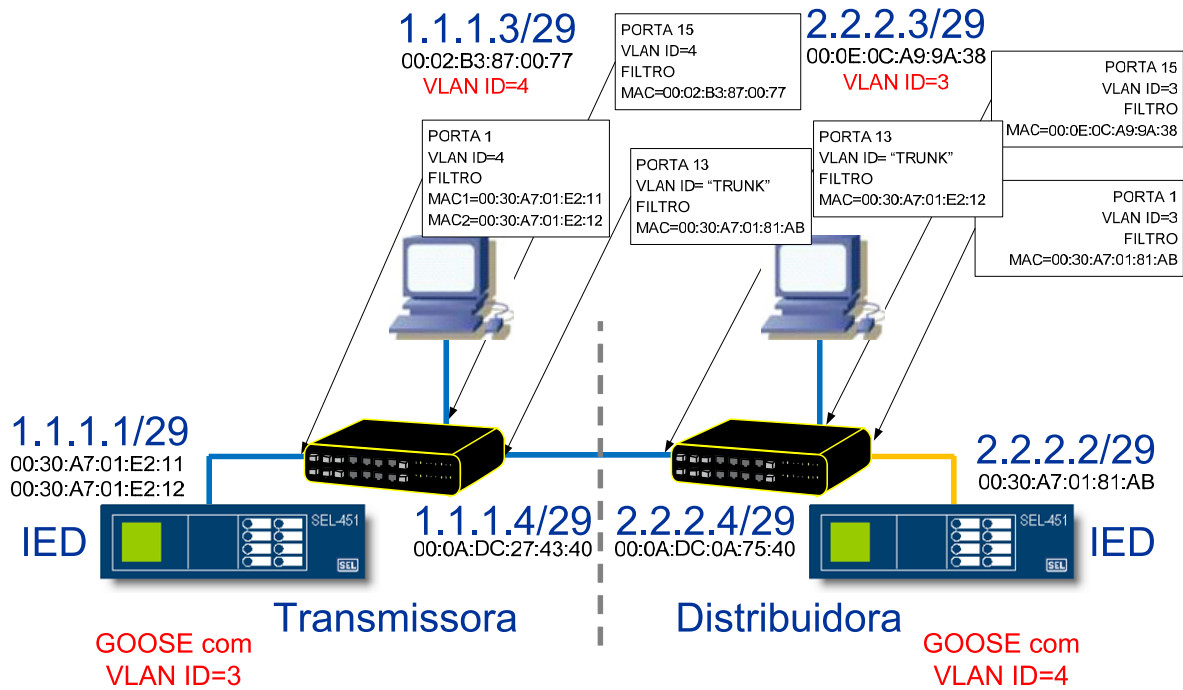 1.1.1.3/29
00:02:B3:87:00:77
VLAN ID=4
PORTA 15
VLAN ID=4
FILTRO
MAC=00:02:B3:87:00:77
2.2.2.3/29
00:0E:0C:A9:9A:38
VLAN ID=3
PORTA 15
VLAN ID=3
FILTRO
MAC=00:0E:0C:A9:9A:38
PORTA 1
VLAN ID=4
FILTRO
MAC1=00:30:A7:01:E2:11
MAC2=00:30:A7:01:E2:12
PORTA 13
VLAN ID= “TRUNK”
FILTRO
MAC=00:30:A7:01:81:AB
PORTA 13
VLAN ID= “TRUNK”
FILTRO
MAC=00:30:A7:01:E2:12
PORTA 1
VLAN ID=3
FILTRO
MAC=00:30:A7:01:81:AB
1.1.1.1/29
00:30:A7:01:E2:11
00:30:A7:01:E2:12
2.2.2.2/29
00:30:A7:01:81:AB
IED
SEL-451
SEL
1.1.1.4/29
00:0A:DC:27:43:40
2.2.2.4/29
00:0A:DC:0A:75:40
SEL-451
SEL
IED
Transmissora
Distribuidora
GOOSE com
VLAN ID=3
GOOSE com
VLAN ID=4